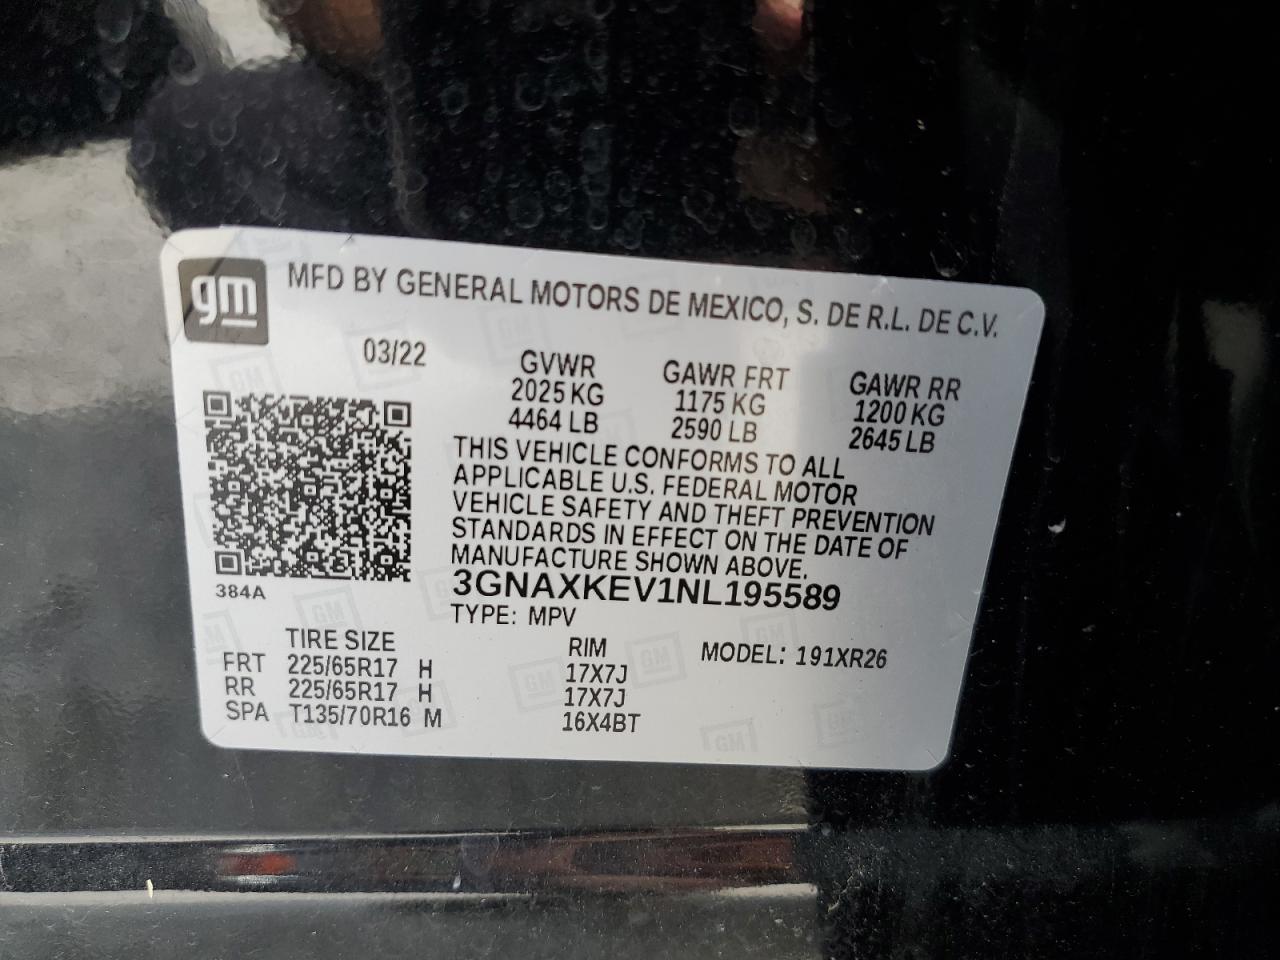 gm
MFD BY GENERAL MOTORS DE MEXICO, S. DE R.L. DE C.V.
03/22 GVWR GAWR FRT GAWR RR
2025 KG 1175 KG 1200 KG
4464 LB 2590 LB 2645 LB
THIS VEHICLE CONFORMS TO ALL
APPLICABLE U.S. FEDERAL MOTOR
VEHICLE SAFETY AND THEFT PREVENTION
STANDARDS IN EFFECT ON THE DATE OF
MANUFACTURE SHOWN ABOVE.
384A
3GNAXKEV1NL195589
TYPE: MPV
TIRE SIZE RIM MODEL: 191XR26
FRT 225/65R17 H 17X7J
RR 225/65R17 H 17X7J
SPA T135/70R16 M 16X4BT